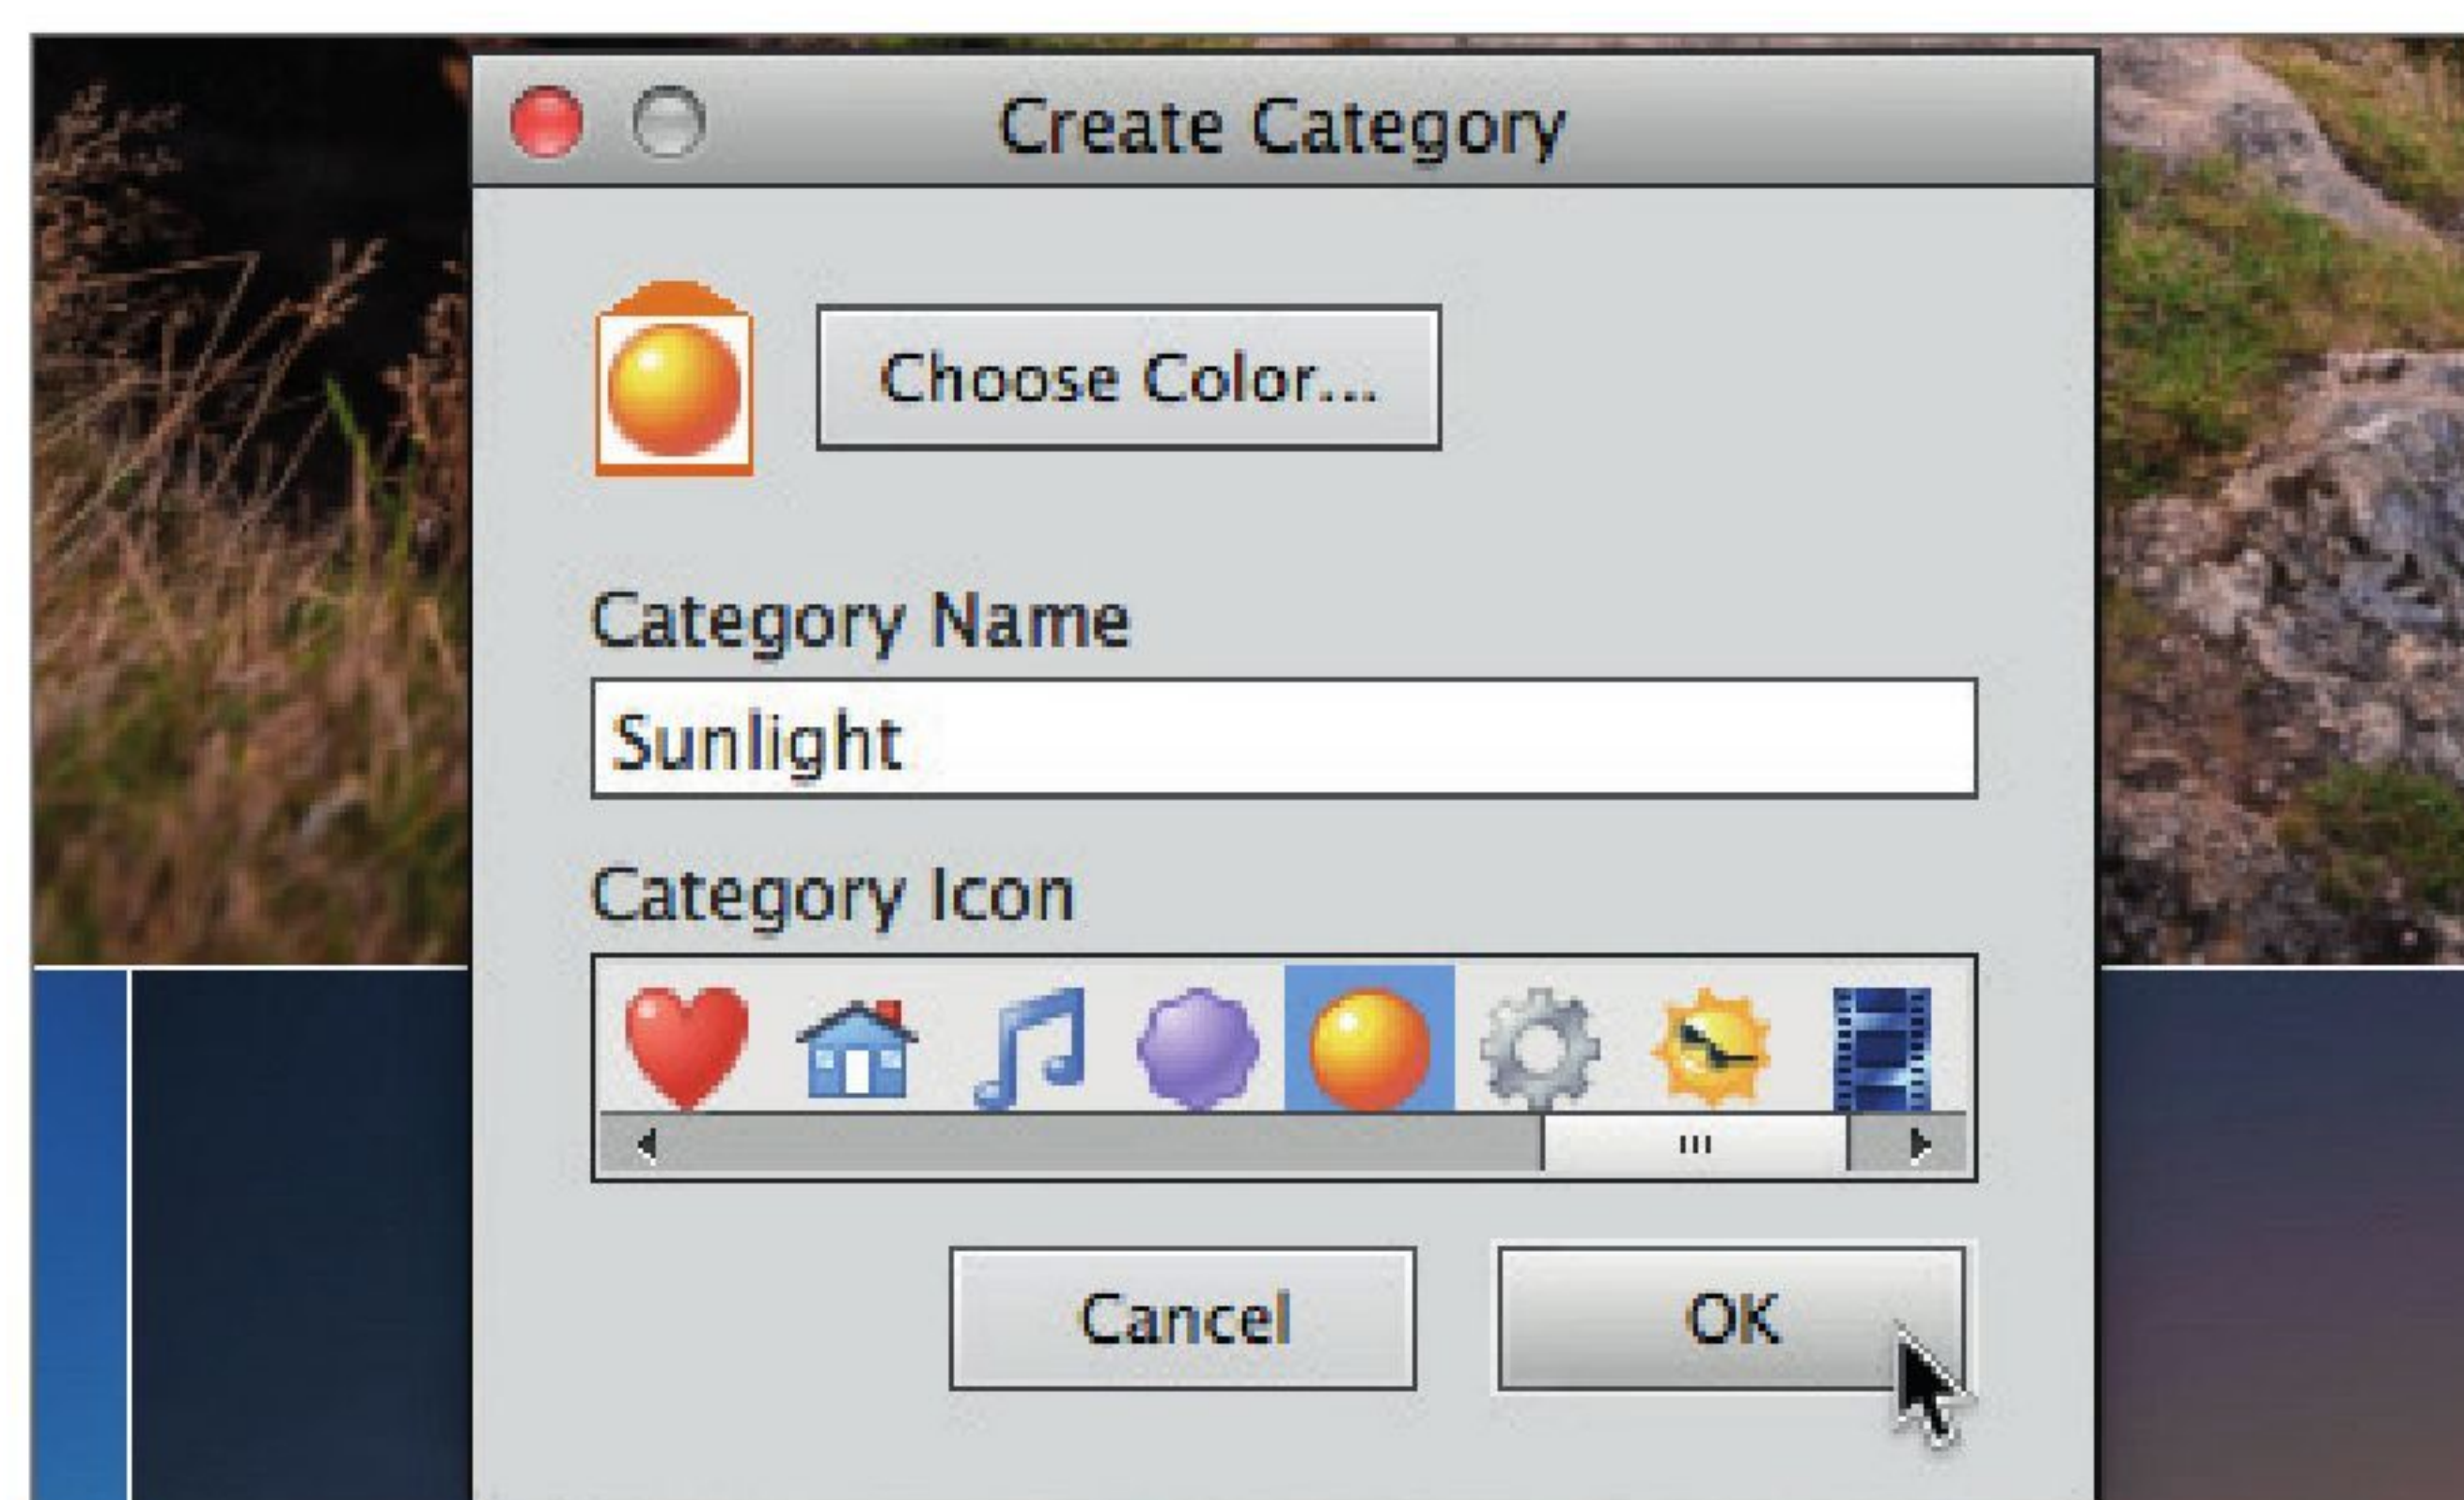 Create Category
Choose Color...
Category Name
Sunlight
Category Icon
Cancel
OK